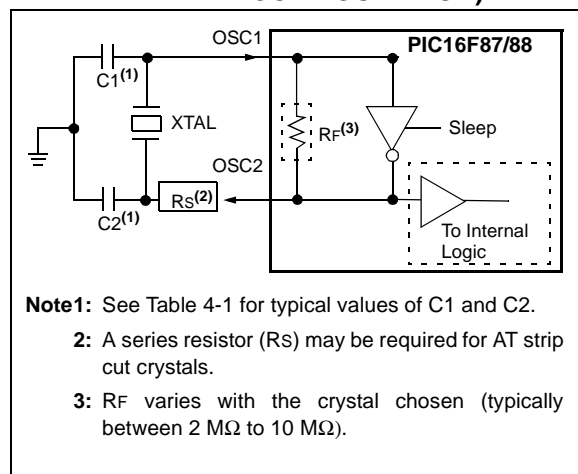 OSC1
PIC16F87/88
C1(1)
XTAL
RF(3)
Sleep
OSC2
RS(2)
C2(1)
To Internal
Logic
Note1: See Table 4-1 for typical values of C1 and C2.
2: A series resistor (RS) may be required for AT strip
cut crystals.
3: RF varies with the crystal chosen (typically
between 2 MΩ to 10 MΩ).